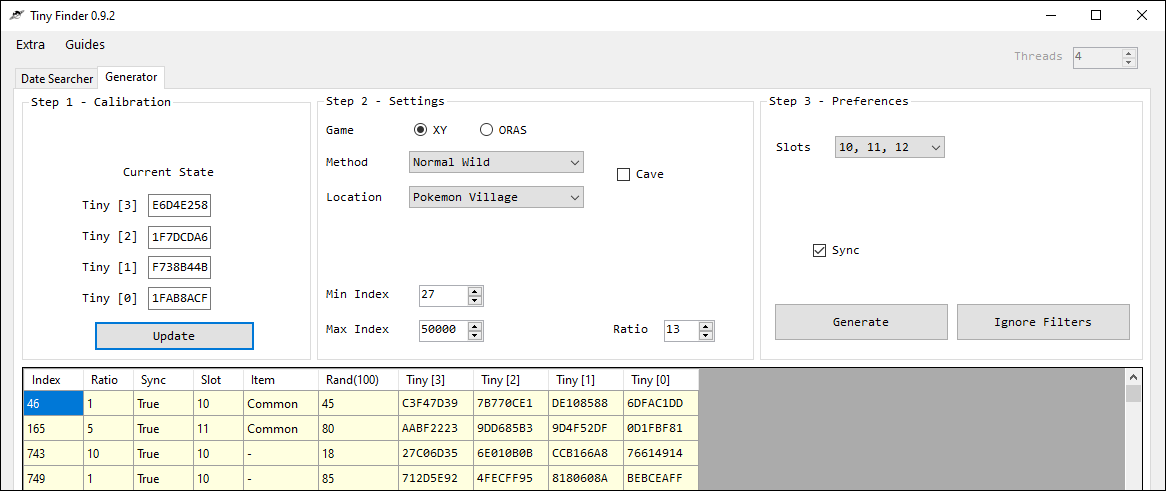 Tiny Finder 0.9.2
Extra Guides
Threads 4
Date Searcher Generator
Step 1 - Calibration
Current State
Tiny [3] E6D4E258
Tiny [2] 1F7DCDA6
Tiny [1] F738B44B
Tiny [0] 1FAB8ACF
Update
Step 2 - Settings
Game XY ORAS
Method Normal Wild
Cave
Location Pokemon Village
Min Index 27
Max Index 50000 Ratio 13
Step 3 - Preferences
Slots 10, 11, 12
Sync
Generate Ignore Filters
Index Ratio Sync Slot Item Rand(100) Tiny [3] Tiny [2] Tiny [1] Tiny [0]
46 1 True 10 Common 45 C3F47D39 7B770CE1 DE108588 6DFAC1DD
165 5 True 11 Common 80 AABF2223 9DD685B3 9D4F52DF 0D1FBF81
743 10 True 10 - 18 27C06D35 6E010B0B CCB166A8 76614914
749 1 True 10 - 85 712D5E92 4FECFF95 8180608A BEBCEAFF